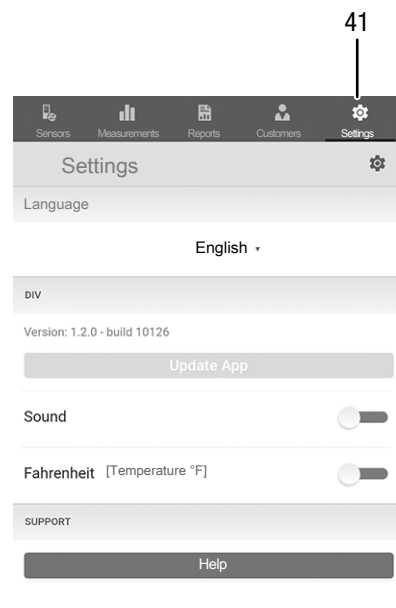 41
Sensors Measurements Reports Customers Settings
Settings
Language
English
DIV
Version: 1.2.0 - build 10126
Update App
Sound
Fahrenheit [Temperature °F]
SUPPORT
Help